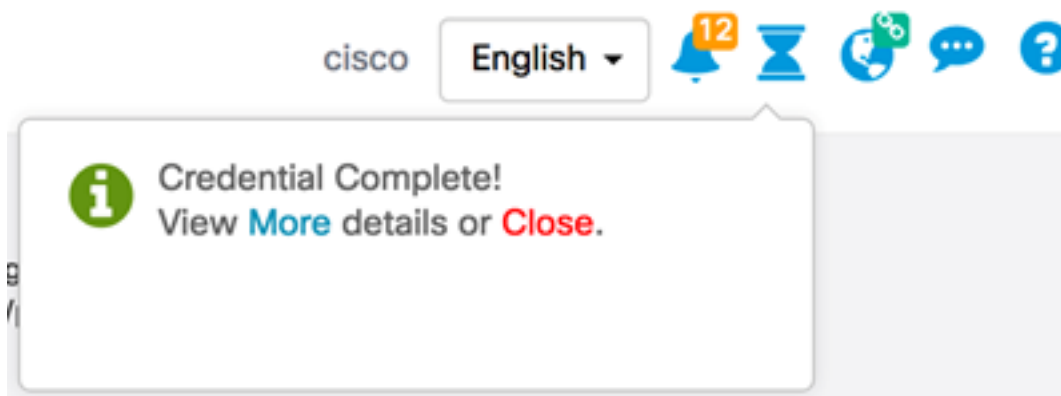 cisco English 12
Credential Complete!
View More details or Close.
g